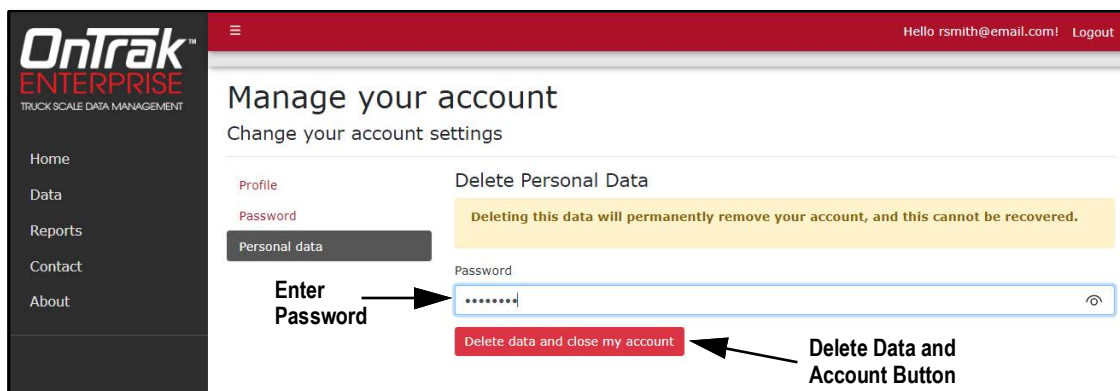 OnTrak™
ENTERPRISE
TRUCK SCALE DATA MANAGEMENT
Home
Data
Reports
Contact
About
Hello rsmith@email.com! Logout
Manage your account
Change your account settings
Profile
Password
Personal data
Delete Personal Data
Deleting this data will permanently remove your account, and this cannot be recovered.
Password
••••••••
Delete data and close my account
Enter
Password
Delete Data and
Account Button